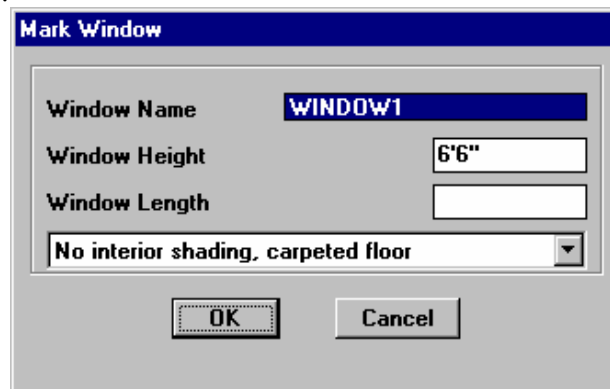 Mark Window
Window Name WINDOW1
Window Height 6'6"
Window Length
No interior shading, carpeted floor
OK Cancel